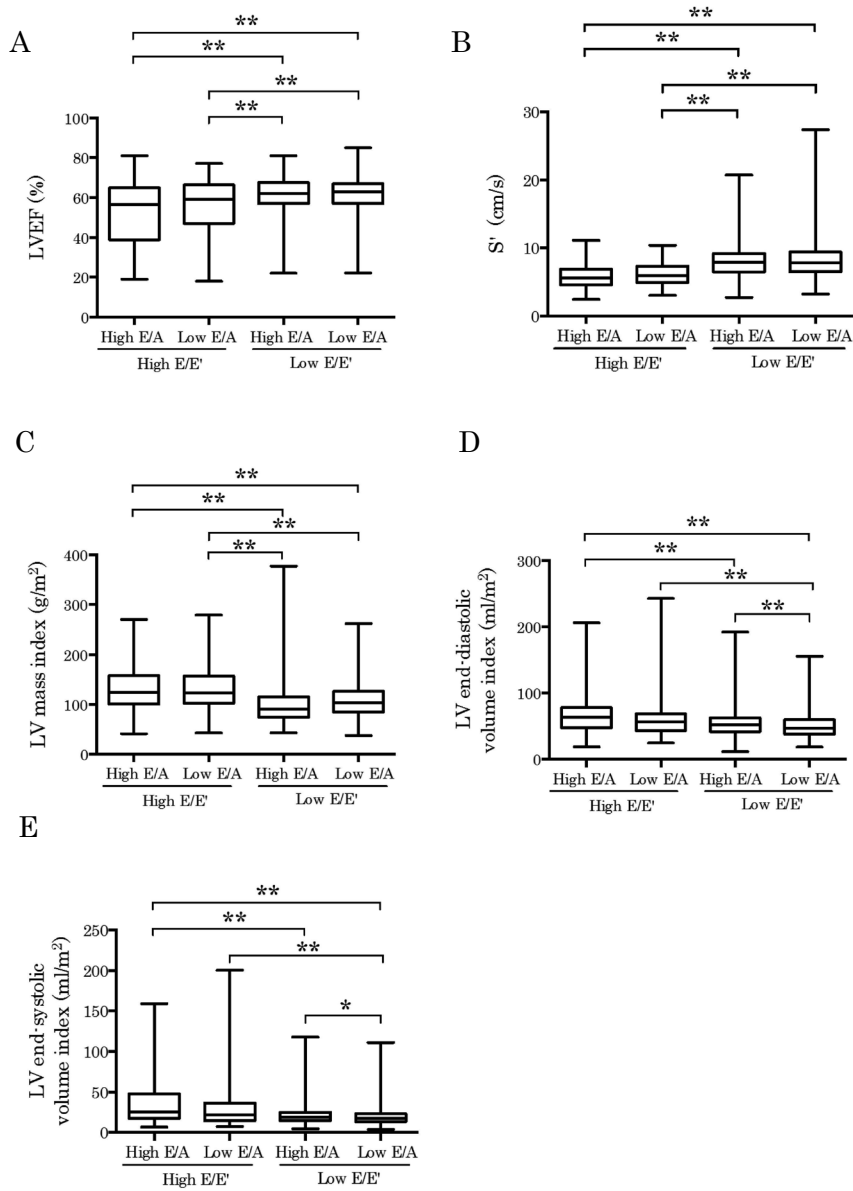 A
**
**
**
**
LVEF (%)
100
80
60
40
20
0
High E/A Low E/A High E/A Low E/A
High E/E' Low E/E'
B
**
**
**
**
S' (cm/s)
30
20
10
0
High E/A Low E/A High E/A Low E/A
High E/E' Low E/E'
C
**
**
**
**
LV mass index (g/m²)
400
300
200
100
0
High E/A Low E/A High E/A Low E/A
High E/E' Low E/E'
D
**
**
**
**
LV end-diastolic
volume index (ml/m²)
300
200
100
0
High E/A Low E/A High E/A Low E/A
High E/E' Low E/E'
E
**
**
**
*
LV end-systolic
volume index (ml/m²)
250
200
150
100
50
0
High E/A Low E/A High E/A Low E/A
High E/E' Low E/E'